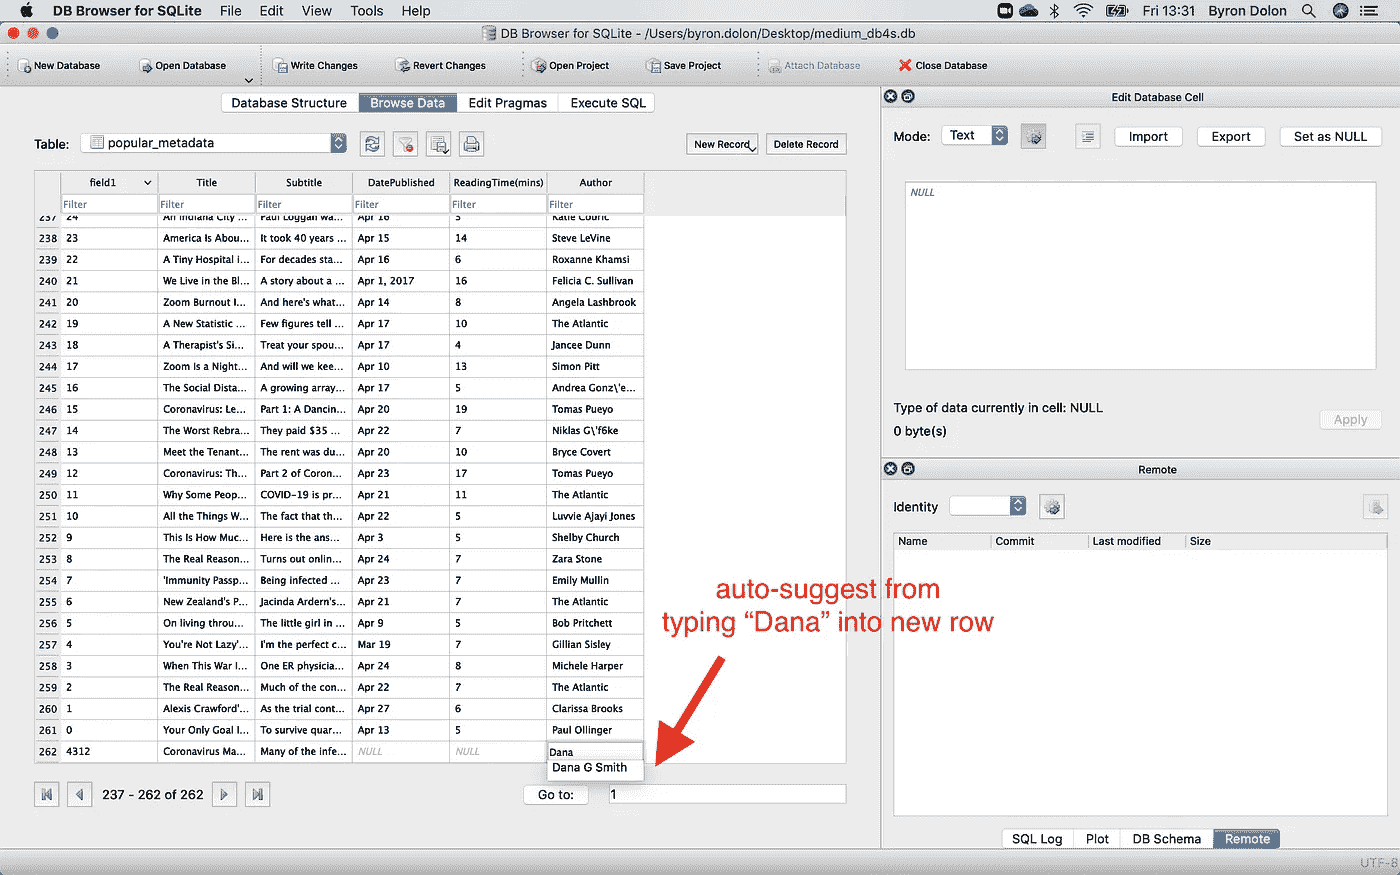 DB Browser for SQLite File Edit View Tools Help Fri 13:31 Byron Dolon
DB Browser for SQLite - /Users/byron.dolon/Desktop/medium_db4s.db
New Database Open Database Write Changes Revert Changes Open Project Save Project Attach Database Close Database
Database Structure Browse Data Edit Pragmas Execute SQL
Table: popular_metadata New Record Delete Record
field1 Title Subtitle DatePublished ReadingTime(mins) Author
Filter Filter Filter Filter Filter Filter
237 24 An Indiana City ... Paul Loggan wa... Apr 16 5 Katie Couric
238 23 America Is Abou... It took 40 years ... Apr 15 14 Steve LeVine
239 22 A Tiny Hospital i... For decades sta... Apr 16 6 Roxanne Khamsi
240 21 We Live in the Bl... A story about a ... Apr 1, 2017 16 Felicia C. Sullivan
241 20 Zoom Burnout I... And here's what... Apr 14 8 Angela Lashbrook
242 19 A New Statistic ... Few figures tell ... Apr 17 10 The Atlantic
243 18 A Therapist's Si... Treat your spou... Apr 17 4 Jancee Dunn
244 17 Zoom Is a Night... And will we kee... Apr 10 13 Simon Pitt
245 16 The Social Dista... A growing array... Apr 17 5 Andrea Gonz\'e...
246 15 Coronavirus: Le... Part 1: A Dancin... Apr 20 19 Tomas Pueyo
247 14 The Worst Rebra... They paid $35 ... Apr 22 7 Niklas G\'f6ke
248 13 Meet the Tenant... The rent was du... Apr 20 10 Bryce Covert
249 12 Coronavirus: Th... Part 2 of Coron... Apr 23 17 Tomas Pueyo
250 11 Why Some Peop... COVID-19 is pr... Apr 21 11 The Atlantic
251 10 All the Things W... The fact that th... Apr 22 5 Luvvie Ajayi Jones
252 9 This Is How Muc... Here is the ans... Apr 3 5 Shelby Church
253 8 The Real Reason... Turns out onlin... Apr 24 7 Zara Stone
254 7 'Immunity Passp... Being infected ... Apr 23 7 Emily Mullin
255 6 New Zealand's P... Jacinda Ardern's... Apr 21 7 The Atlantic
256 5 On living throu... The little girl in ... Apr 9 5 Bob Pritchett
257 4 You're Not Lazy'... I'm the perfect c... Mar 19 7 Gillian Sisley
258 3 When This War I... One ER physicia... Apr 24 8 Michele Harper
259 2 The Real Reason... Much of the con... Apr 22 7 The Atlantic
260 1 Alexis Crawford'... As the trial cont... Apr 27 6 Clarissa Brooks
261 0 Your Only Goal I... To survive quar... Apr 13 5 Paul Ollinger
262 4312 Coronavirus Ma... Many of the infe... NULL NULL Dana
Dana G Smith
237 - 262 of 262 Go to: 1
auto-suggest from
typing “Dana” into new row
Edit Database Cell
Mode: Text Import Export Set as NULL
NULL
Type of data currently in cell: NULL
0 byte(s)
Apply
Remote
Identity
Name Commit Last modified Size
SQL Log Plot DB Schema Remote
UTF-8